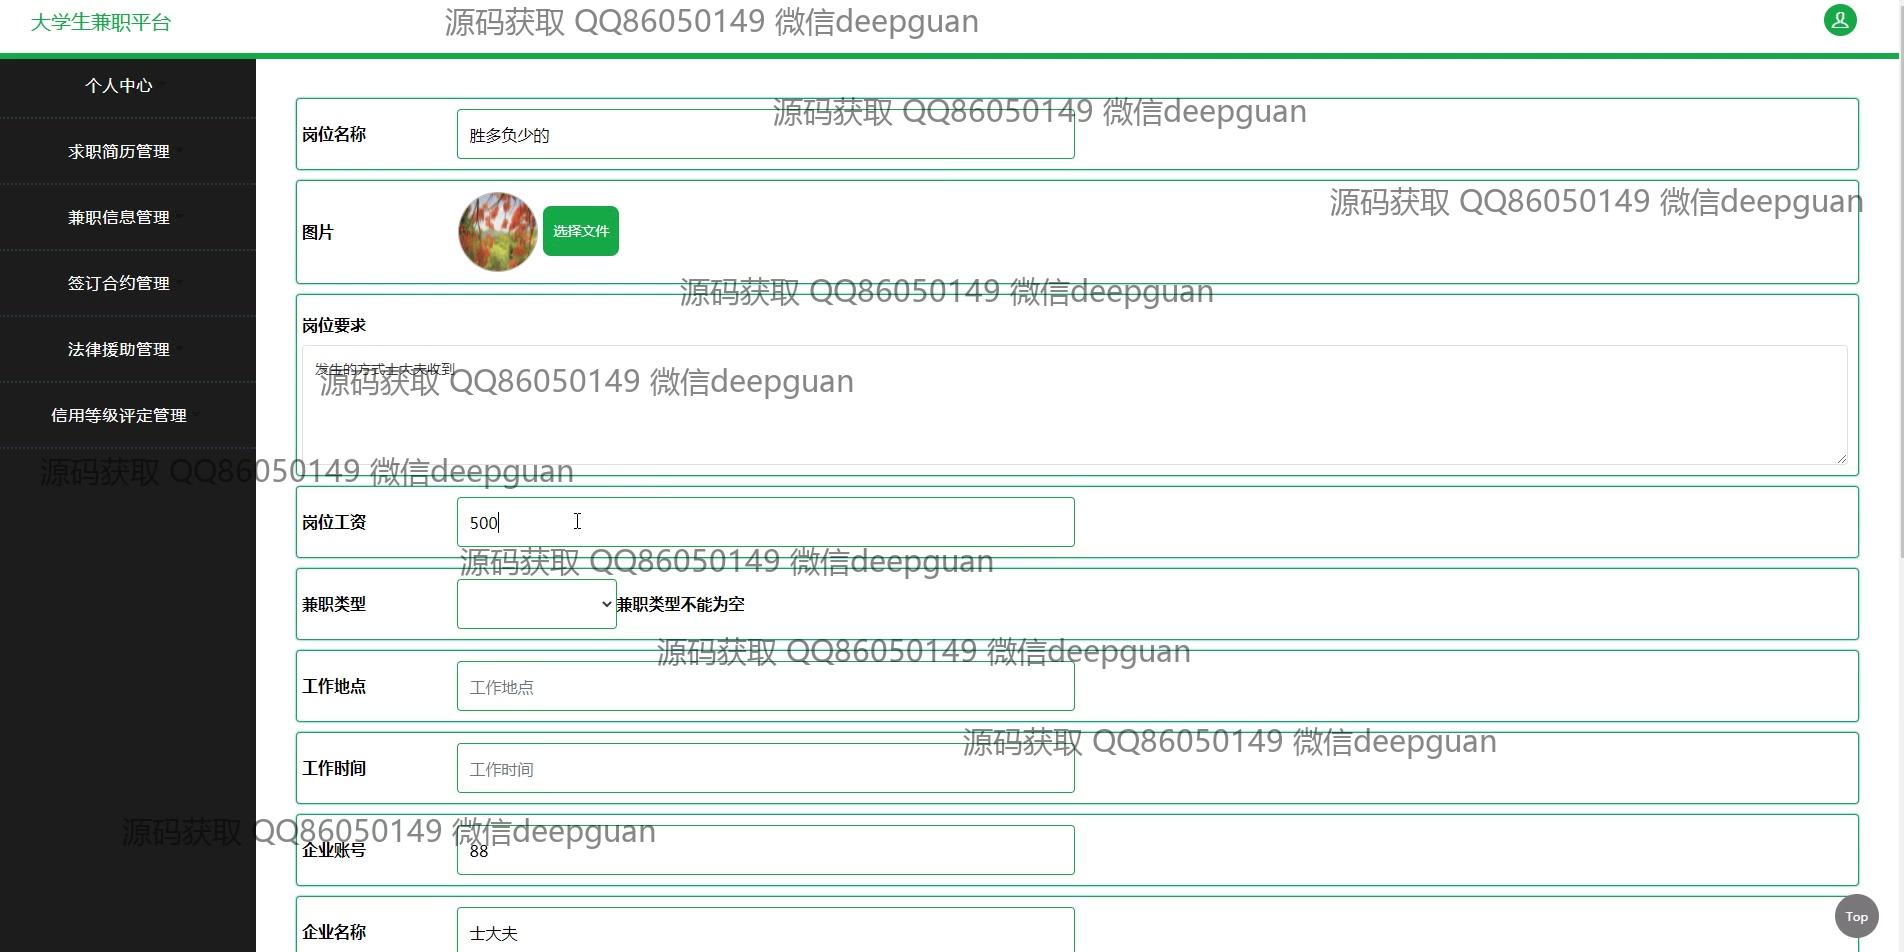 大学生兼职平台
源码获取 QQ86050149 微信deepguan
个人中心
求职简历管理
兼职信息管理
签订合约管理
法律援助管理
信用等级评定管理
源码获取 QQ86050149 微信deepguan
岗位名称
胜多负少的
源码获取 QQ86050149 微信deepguan
图片
选择文件
源码获取 QQ86050149 微信deepguan
岗位要求
发生的方式士大夫收到
源码获取 QQ86050149 微信deepguan
源码获取 QQ86050149 微信deepguan
岗位工资
500
源码获取 QQ86050149 微信deepguan
兼职类型
兼职类型不能为空
源码获取 QQ86050149 微信deepguan
工作地点
工作地点
源码获取 QQ86050149 微信deepguan
工作时间
工作时间
源码获取 QQ86050149 微信deepguan
企业账号
88
企业名称
士大夫
Top